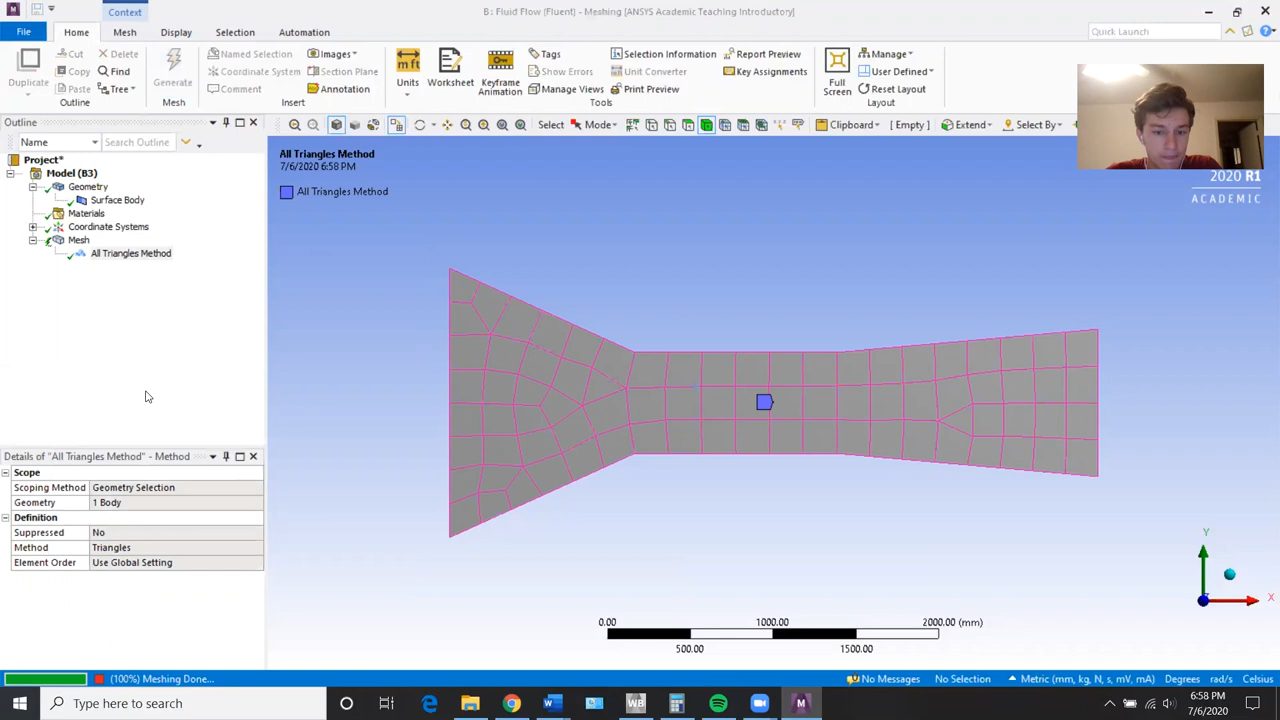 Context
B : Fluid Flow (Fluent) - Meshing [ANSYS Academic Teaching Introductory]
File Home Mesh Display Selection Automation Quick Launch
Duplicate Cut Copy Paste Delete Find Tree
Outline
Generate
Mesh
Named Selection Coordinate System Comment Images Section Plane Annotation
Insert
Units Worksheet Keyframe Animation Tags Show Errors Manage Views Selection Information Unit Converter Print Preview Report Preview Key Assignments
Tools
Full Screen Manage User Defined Reset Layout
Layout
Outline
Name Search Outline
Select Mode Clipboard [ Empty ] Extend Select By
Project*
Model (B3)
Geometry
Surface Body
Materials
Coordinate Systems
Mesh
All Triangles Method
All Triangles Method
7/6/2020 6:58 PM
All Triangles Method
2020 R1
ACADEMIC
Details of "All Triangles Method" - Method
Scope
Scoping Method Geometry Selection
Geometry 1 Body
Definition
Suppressed No
Method Triangles
Element Order Use Global Setting
Y
X
0.00 1000.00 2000.00 (mm)
500.00 1500.00
(100%) Meshing Done... No Messages No Selection Metric (mm, kg, N, s, mV, mA) Degrees rad/s Celsius
Type here to search
6:58 PM
7/6/2020